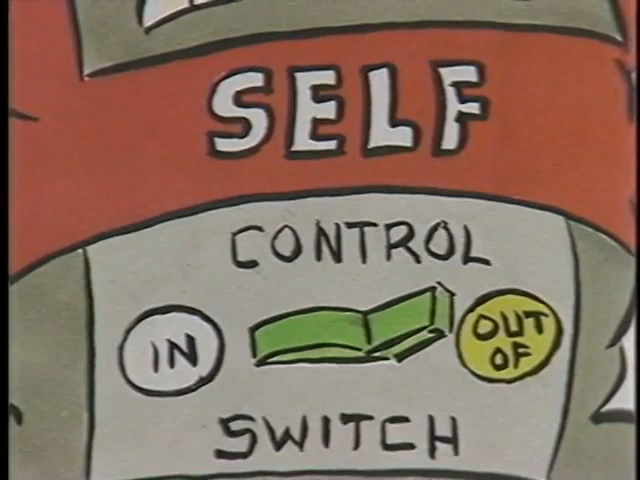 SELF
CONTROL
IN
OUT
OF
SWITCH